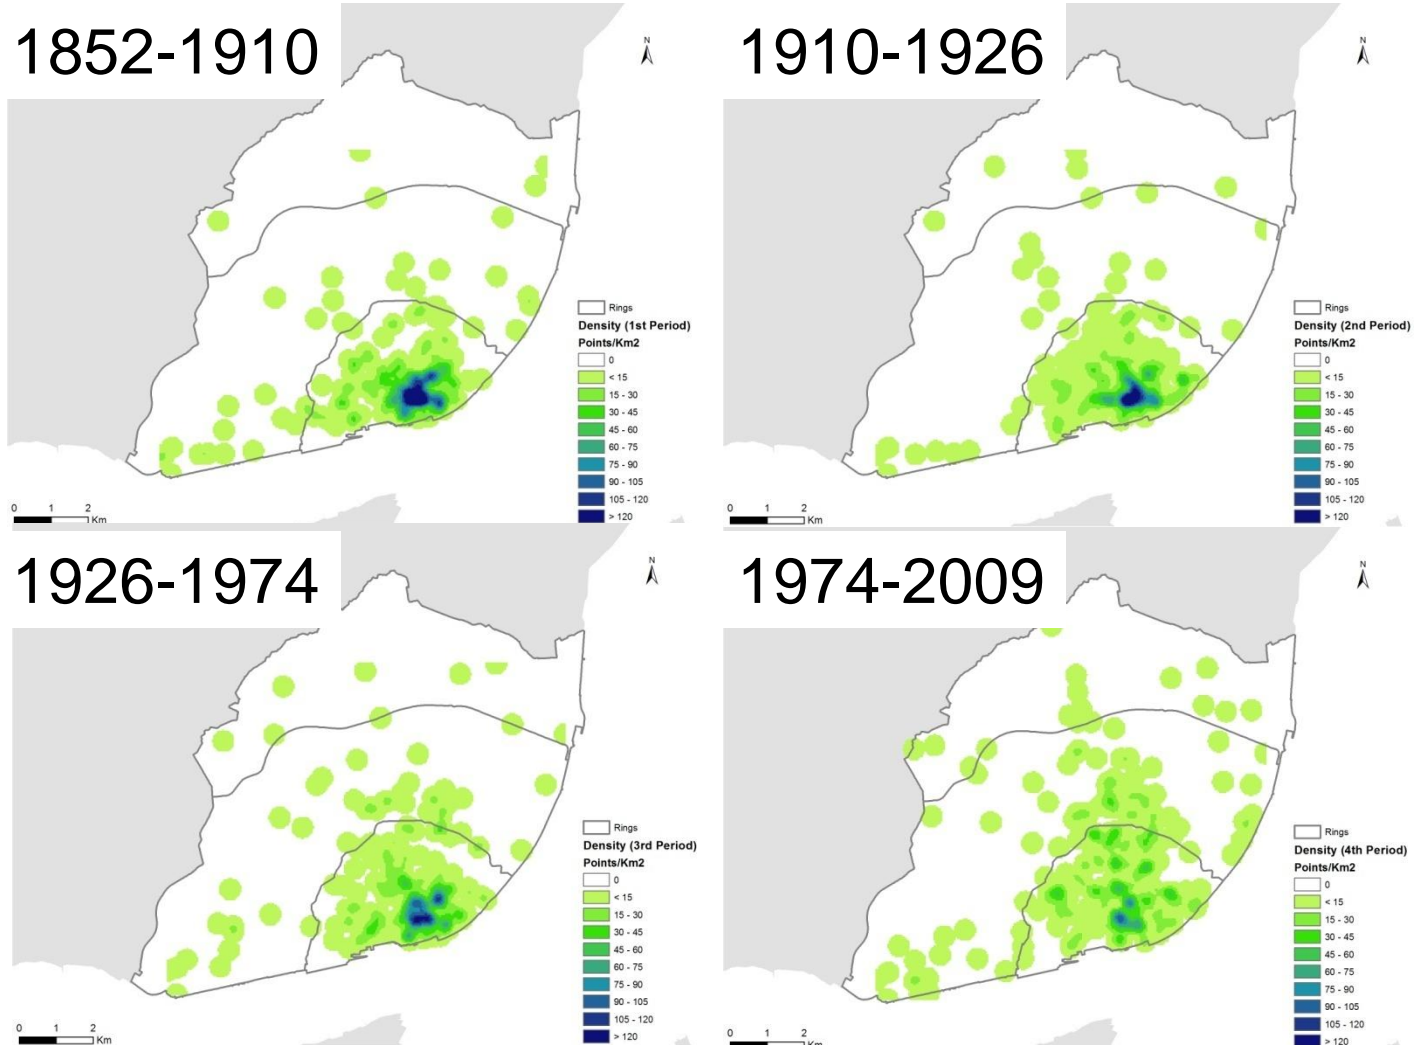 1852-1910
N
Rings
Density (1st Period)
Points/Km2
0
< 15
15 - 30
30 - 45
45 - 60
60 - 75
75 - 90
90 - 105
105 - 120
> 120
0 1 2
Km
1910-1926
N
Rings
Density (2nd Period)
Points/Km2
0
< 15
15 - 30
30 - 45
45 - 60
60 - 75
75 - 90
90 - 105
105 - 120
> 120
0 1 2
Km
1926-1974
N
Rings
Density (3rd Period)
Points/Km2
0
< 15
15 - 30
30 - 45
45 - 60
60 - 75
75 - 90
90 - 105
105 - 120
> 120
0 1 2
Km
1974-2009
N
Rings
Density (4th Period)
Points/Km2
0
< 15
15 - 30
30 - 45
45 - 60
60 - 75
75 - 90
90 - 105
105 - 120
> 120
0 1 2
Km